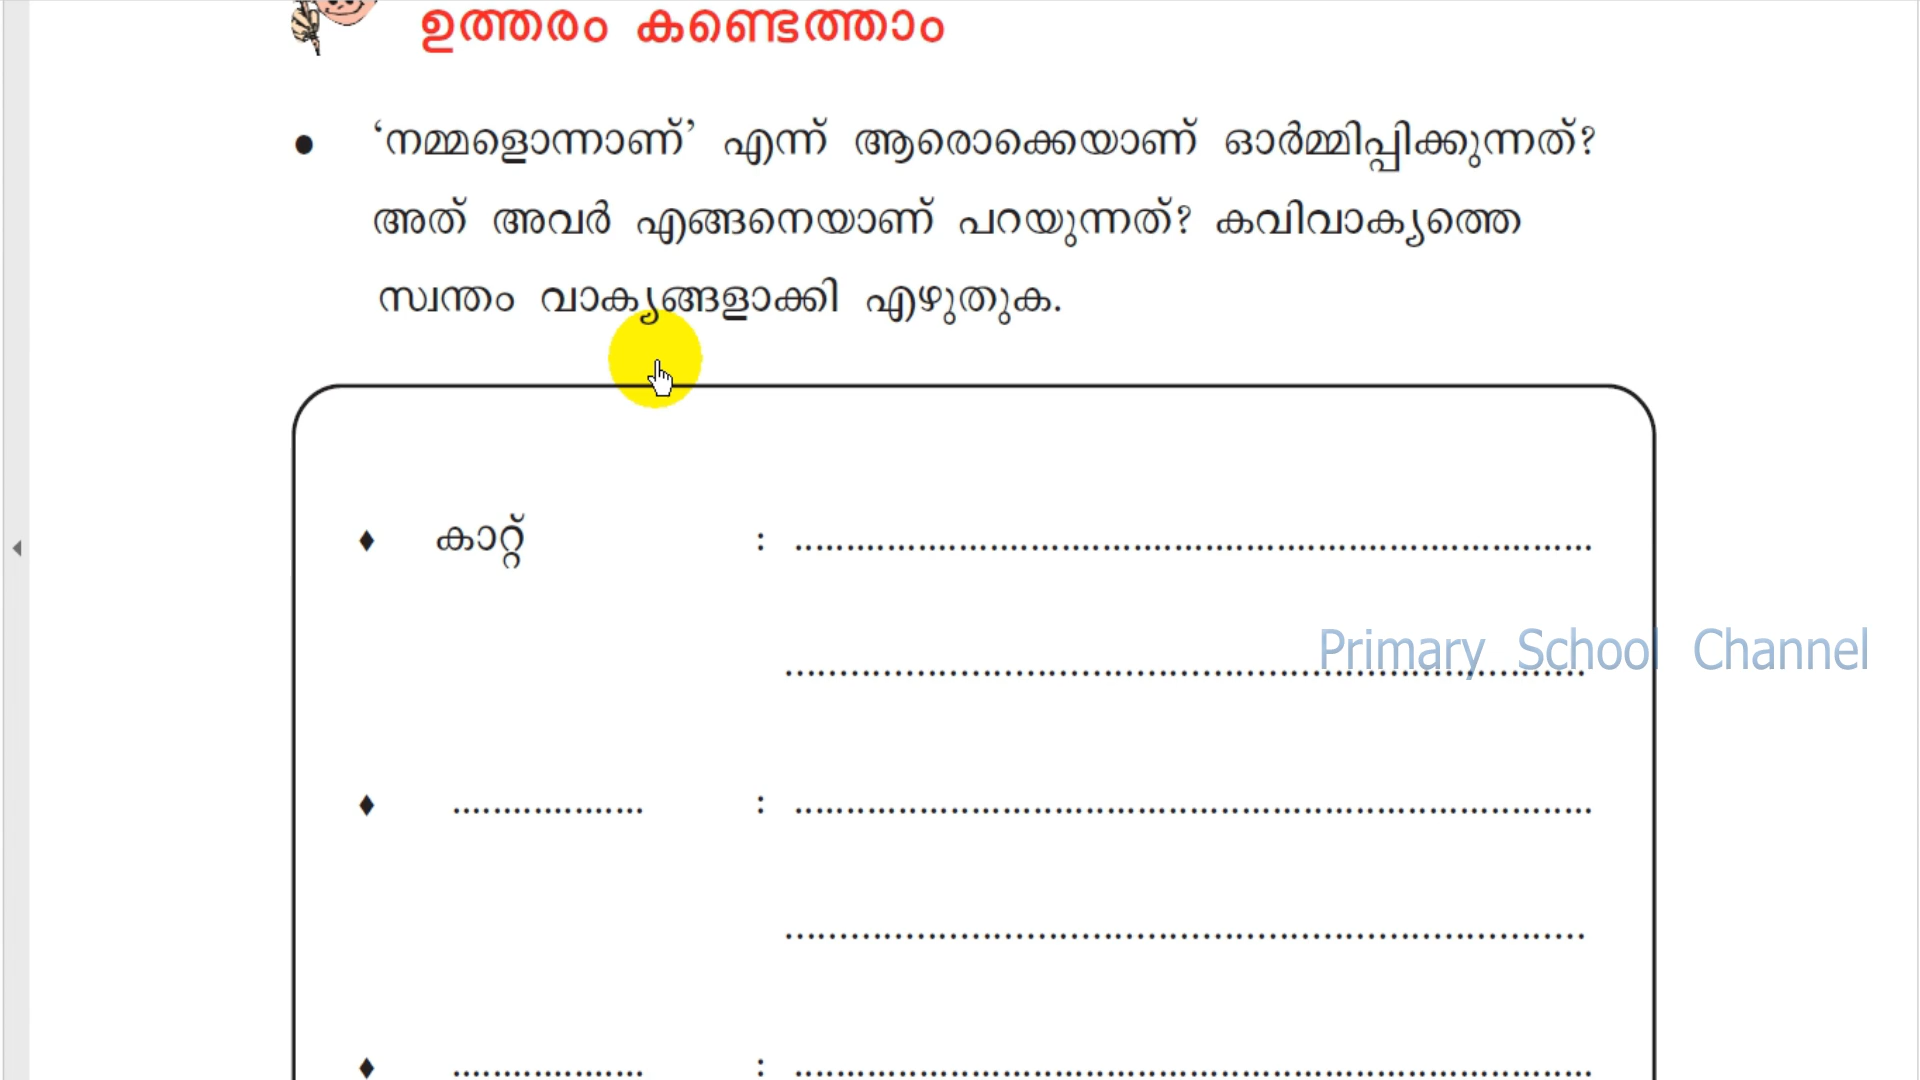 ഉത്തരം കണ്ടെത്താം
● ‘നമ്മളൊന്നാണ്’ എന്ന് ആരൊക്കെയാണ് ഓർമ്മിപ്പിക്കുന്നത്?
അത് അവർ എങ്ങനെയാണ് പറയുന്നത്? കവിവാക്യത്തെ
സ്വന്തം വാക്യങ്ങളാക്കി എഴുതുക.
♦ കാറ്റ് : ..................................................................
Primary School Channel
..................................................................
♦ ................... : ..................................................................
..................................................................
♦ ................... : ..................................................................